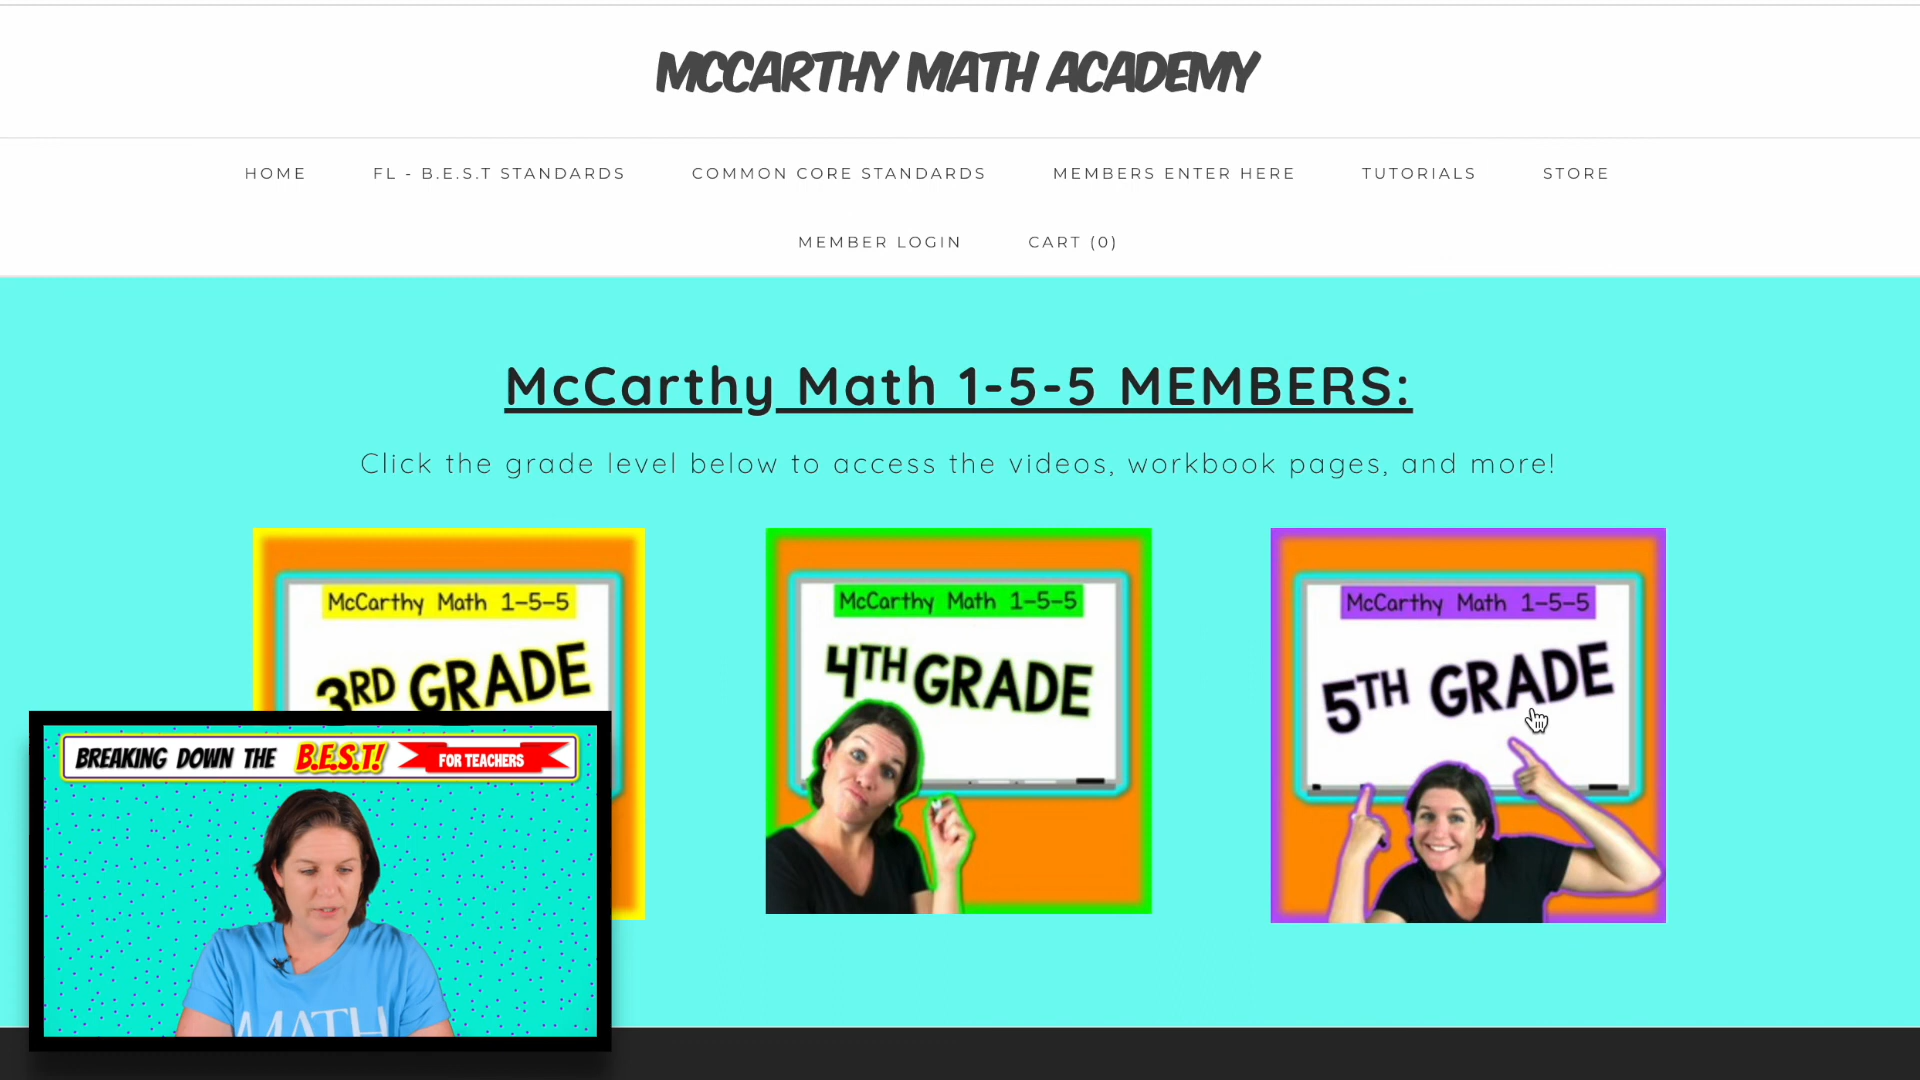 MCCARTHY MATH ACADEMY
HOME
FL - B.E.S.T STANDARDS
COMMON CORE STANDARDS
MEMBERS ENTER HERE
TUTORIALS
STORE
MEMBER LOGIN
CART (0)
McCarthy Math 1-5-5 MEMBERS:
Click the grade level below to access the videos, workbook pages, and more!
McCarthy Math 1-5-5
3RD GRADE
McCarthy Math 1-5-5
4TH GRADE
McCarthy Math 1-5-5
5TH GRADE
BREAKING DOWN THE B.E.S.T! FOR TEACHERS
MATH